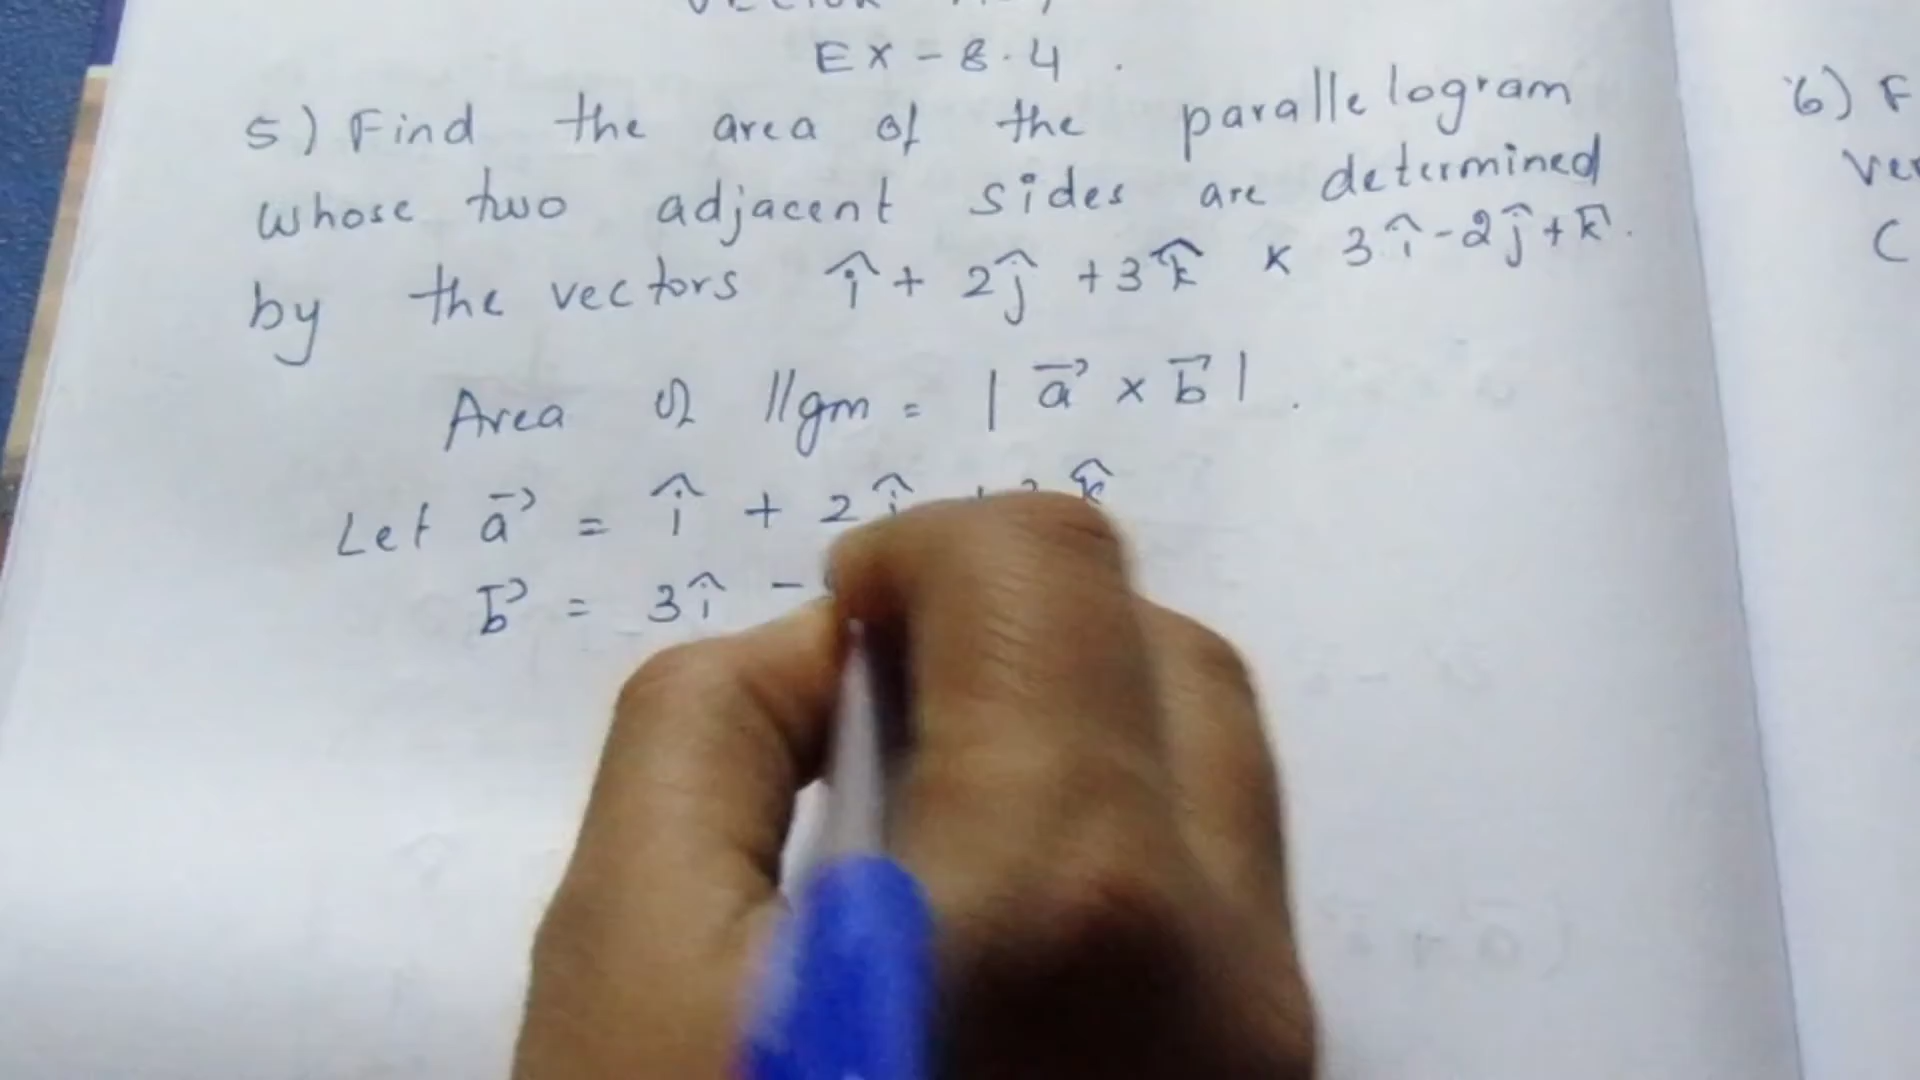 EX - 8.4.
5) Find the area of the parallelogram
whose two adjacent sides are determined
by the vectors î + 2ĵ + 3k̂ & 3î - 2ĵ + k̂.
Area of ||gm = | a⃗ × b⃗ |.
Let a⃗ = î + 2 k̂
b⃗ = 3î -
6) F
C